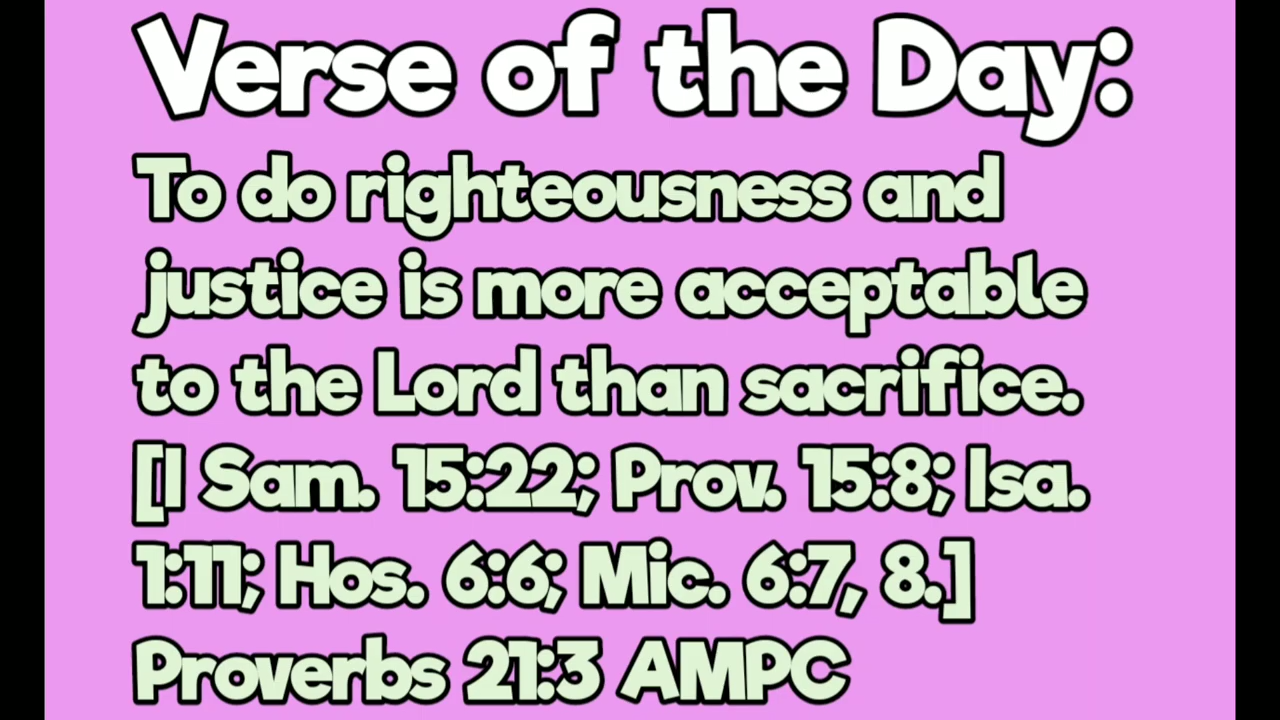 Verse of the Day:
To do righteousness and
justice is more acceptable
to the Lord than sacrifice.
[I Sam. 15:22; Prov. 15:8; Isa.
1:11; Hos. 6:6; Mic. 6:7, 8.]
Proverbs 21:3 AMPC